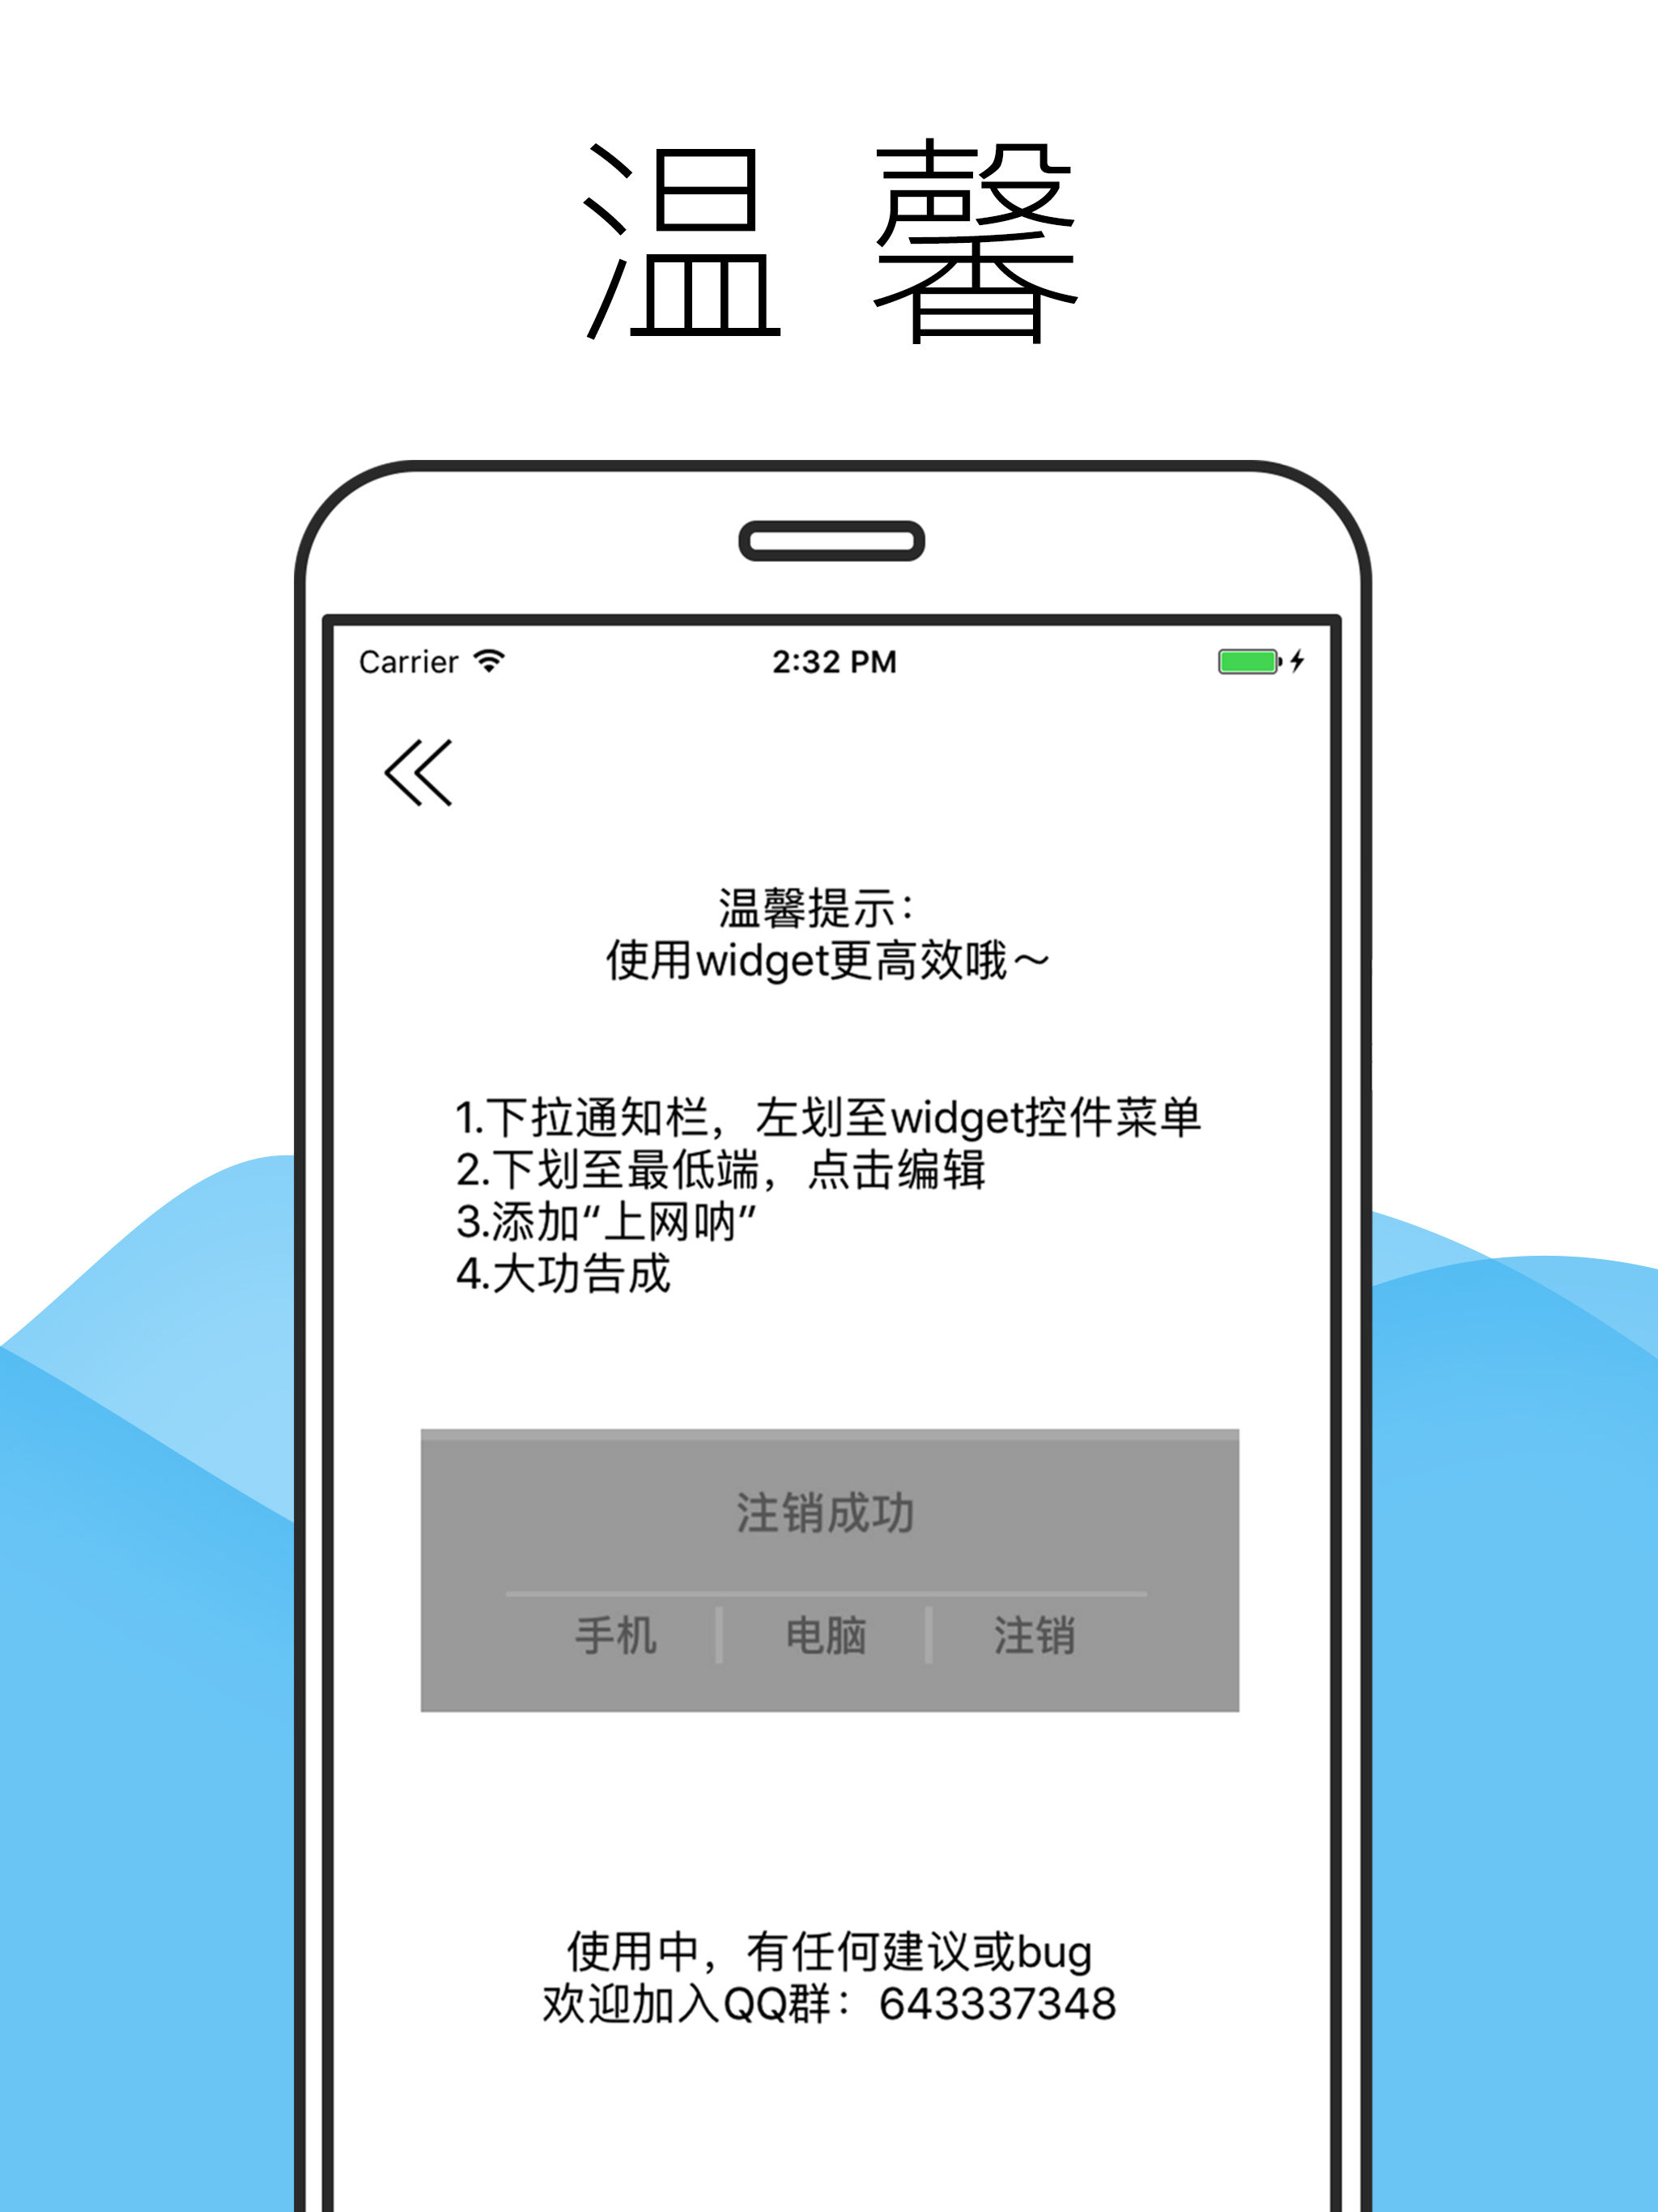 温馨
Carrier 2:32 PM
温馨提示：
使用widget更高效哦～
1.下拉通知栏，左划至widget控件菜单
2.下划至最低端，点击编辑
3.添加“上网呐”
4.大功告成
注销成功
手机 电脑 注销
使用中，有任何建议或bug
欢迎加入QQ群：643337348